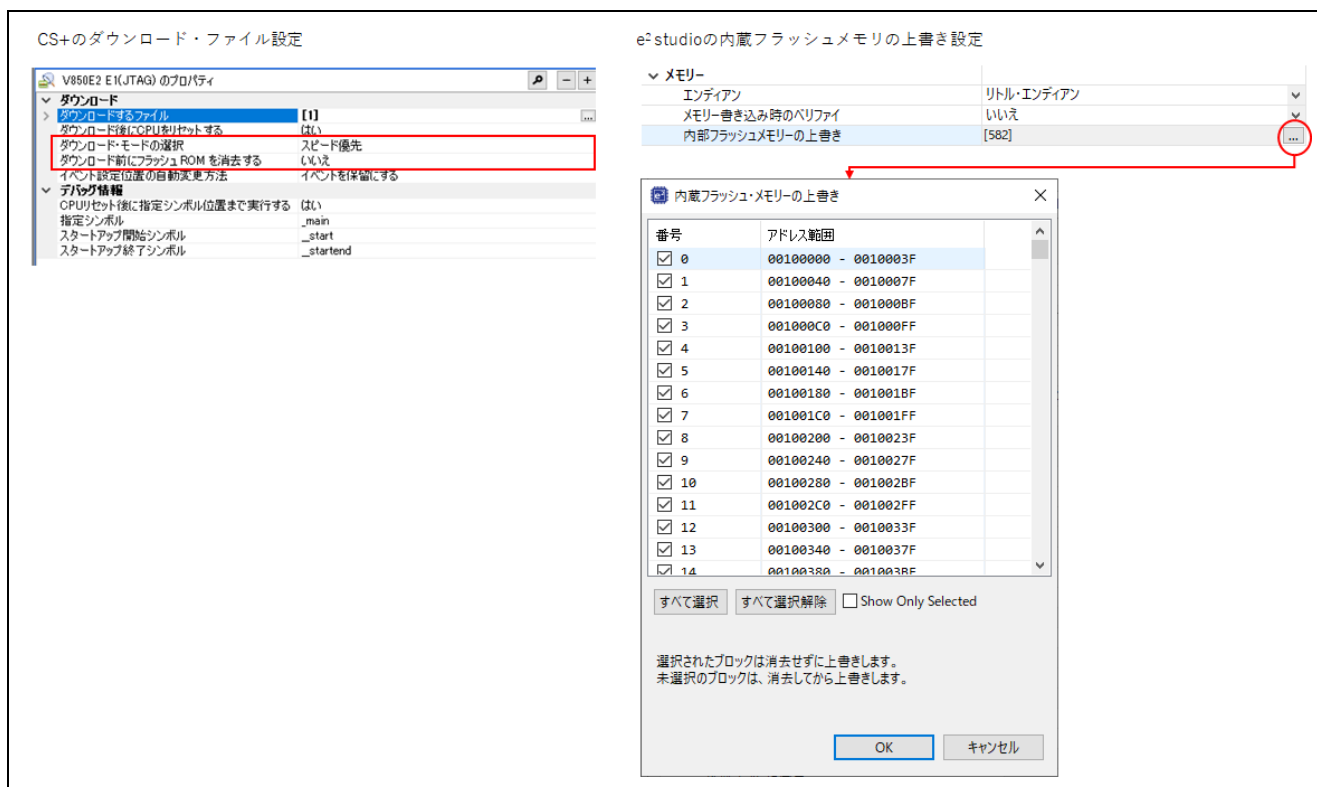 CS+のダウンロード・ファイル設定
V850E2 E1(JTAG) のプロパティ
ダウンロード
ダウンロードするファイル [1] ...
ダウンロード後にCPUをリセットする はい
ダウンロード・モードの選択 スピード優先
ダウンロード前にフラッシュ ROM を消去する いいえ
イベント設定位置の自動変更方法 イベントを保留にする
デバッグ情報
CPUリセット後に指定シンボル位置まで実行する はい
指定シンボル _main
スタートアップ開始シンボル __start
スタートアップ終了シンボル __startend
e² studioの内蔵フラッシュメモリの上書き設定
メモリー
エンディアン リトル・エンディアン
メモリー書き込み時のベリファイ いいえ
内部フラッシュメモリーの上書き [582] ...
内蔵フラッシュ・メモリーの上書き
番号 アドレス範囲
0 00100000 - 0010003F
1 00100040 - 0010007F
2 00100080 - 001000BF
3 001000C0 - 001000FF
4 00100100 - 0010013F
5 00100140 - 0010017F
6 00100180 - 001001BF
7 001001C0 - 001001FF
8 00100200 - 0010023F
9 00100240 - 0010027F
10 00100280 - 001002BF
11 001002C0 - 001002FF
12 00100300 - 0010033F
13 00100340 - 0010037F
14 00100380 - 001003BF
すべて選択 すべて選択解除 Show Only Selected
選択されたブロックは消去せずに上書きします。
未選択のブロックは、消去してから上書きします。
OK キャンセル